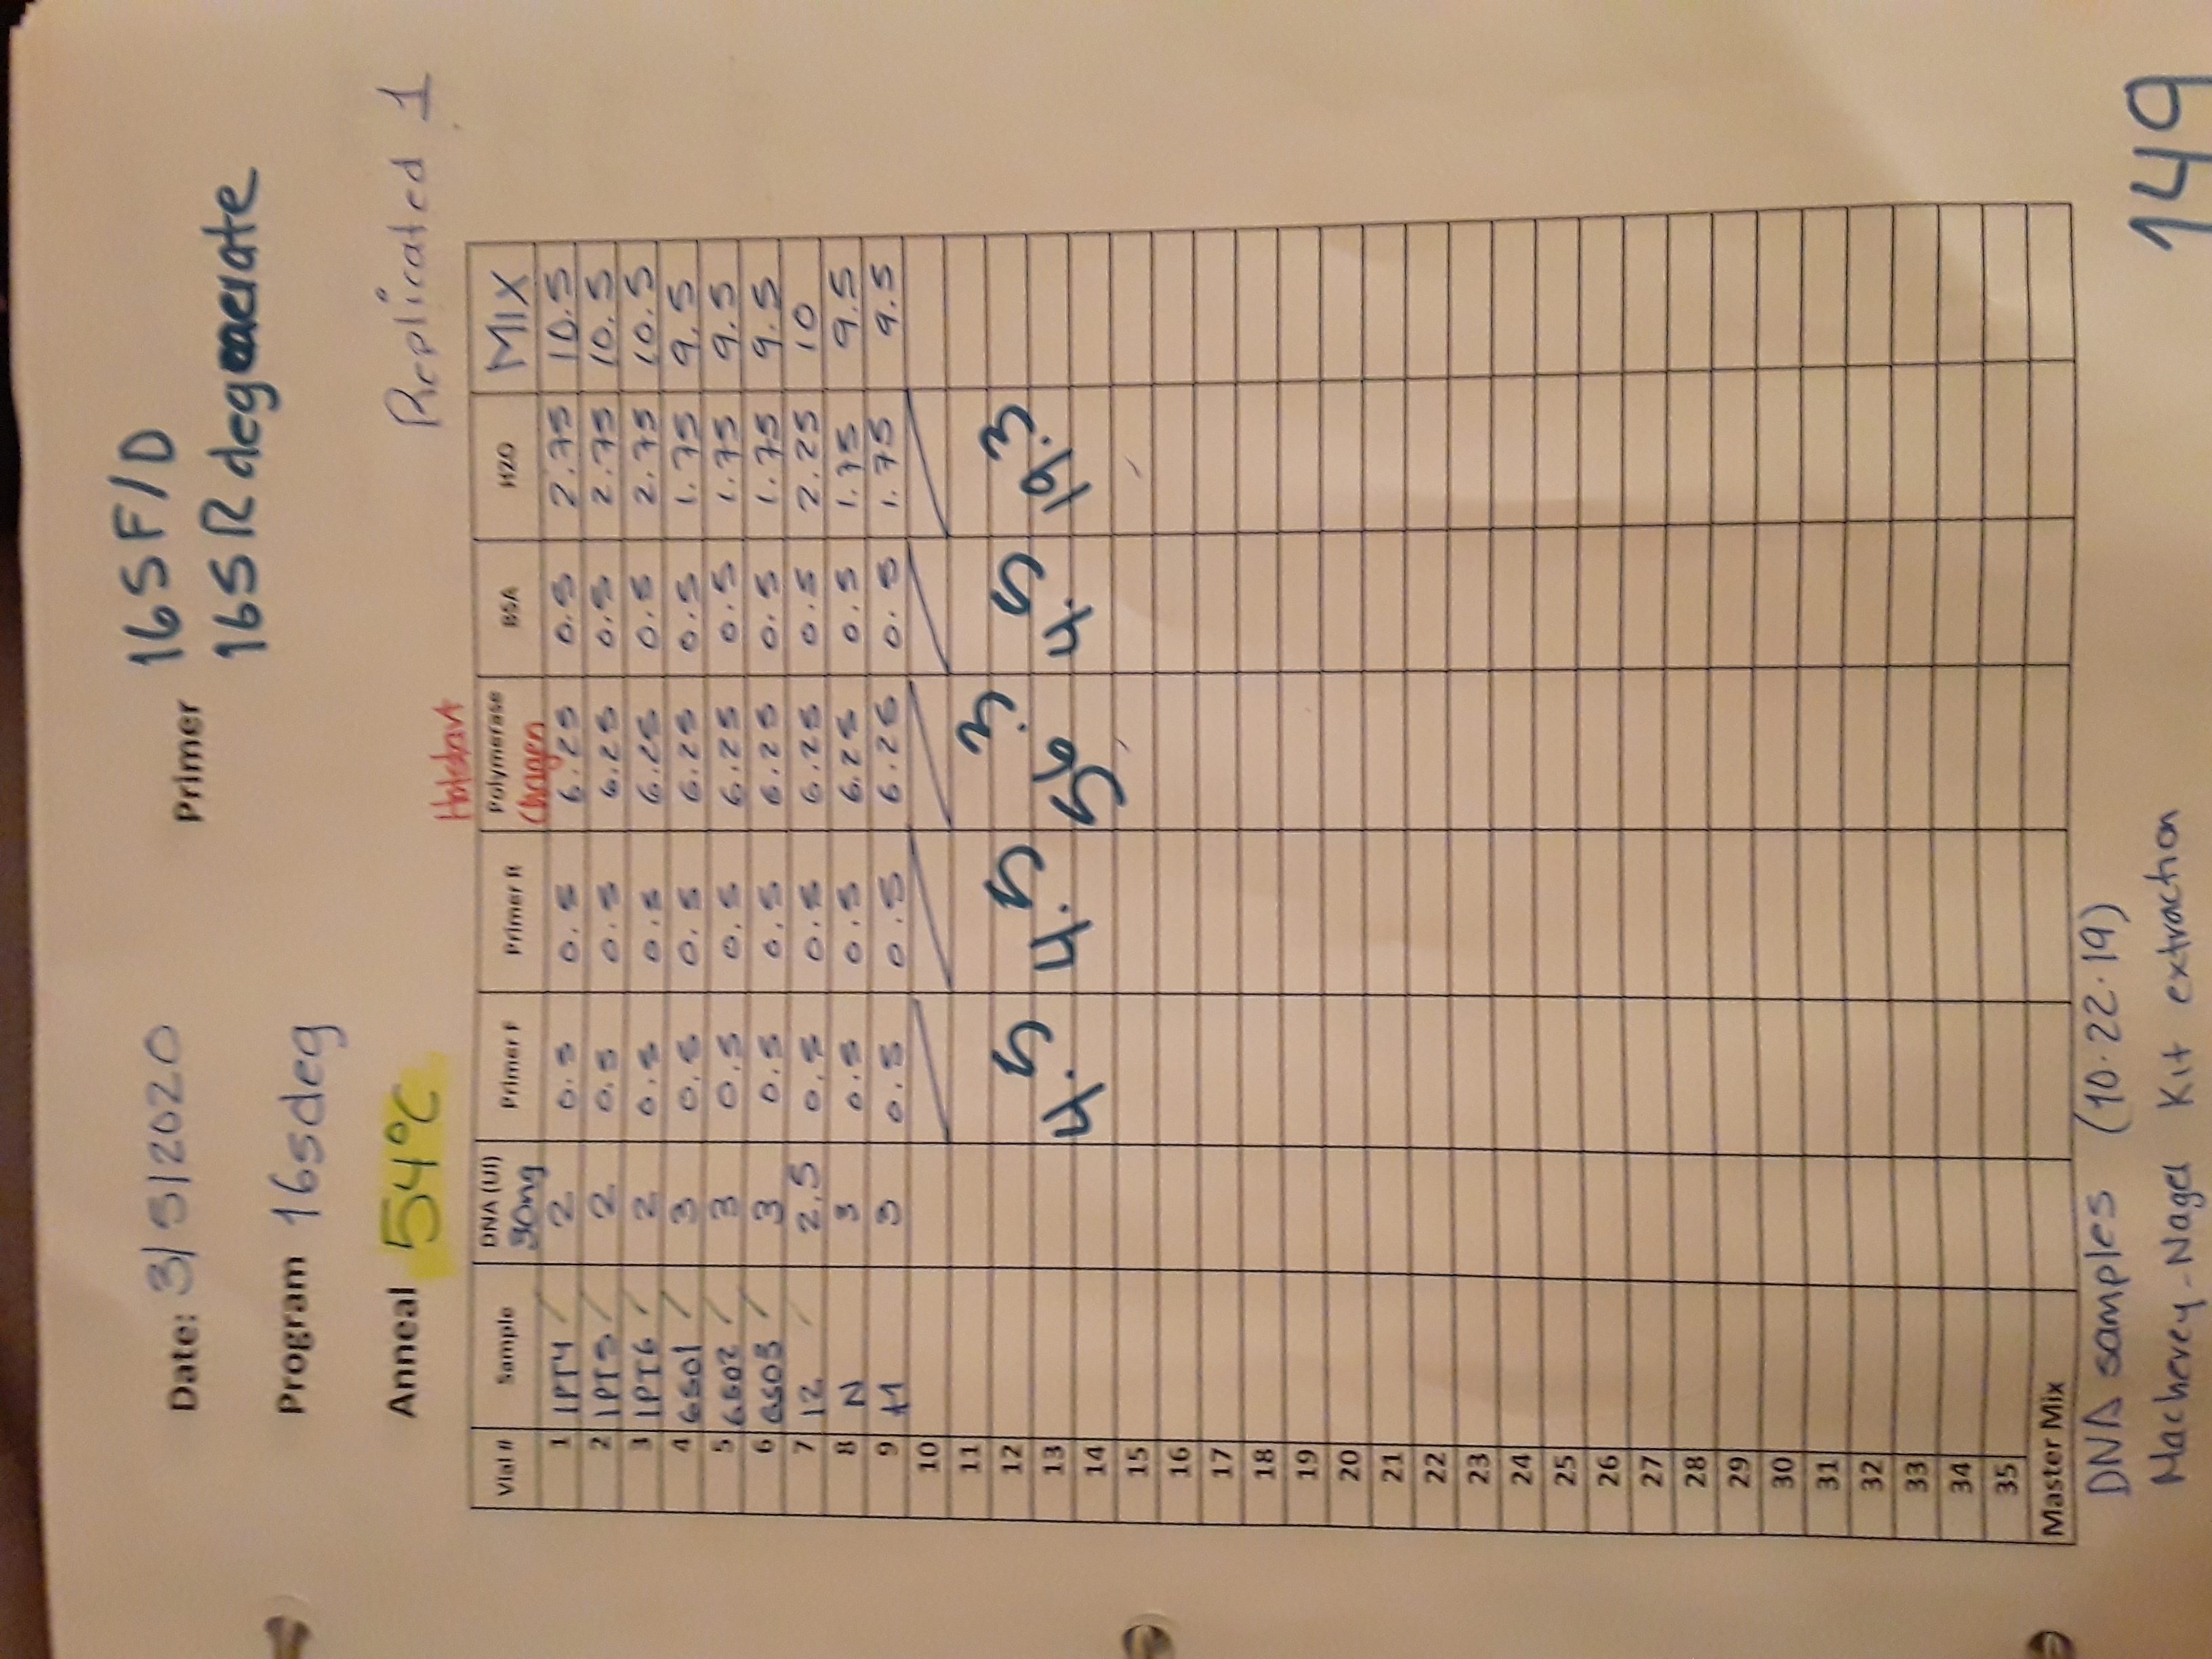 Date: 3/5/2020 Primer 16S F/D
16S R degenerate
Program 16sdeg
Anneal 54°C
Replicated 1
Hotstart
Vial # Sample DNA (Ul) 30ng Primer F Primer R Polymerase BSA H2O MIX
1 1PT4 2 0.5 0.5 6.25 0.5 2.75 10.5
2 1PT5 2 0.5 0.5 6.25 0.5 2.75 10.5
3 1PT6 2 0.5 0.5 6.25 0.5 2.75 10.5
4 6S01 3 0.5 0.5 6.25 0.5 1.75 9.5
5 6S02 3 0.5 0.5 6.25 0.5 1.75 9.5
6 6S03 3 0.5 0.5 6.25 0.5 1.75 9.5
7 12 2.5 0.5 0.5 6.25 0.5 2.25 10
8 N 3 0.5 0.5 6.25 0.5 1.75 9.5
9 +1 3 0.5 0.5 6.25 0.5 1.75 9.5
10
11
12
13 4.5 4.5 56.3 4.5 19.3
14
15
16
17
18
19
20
21
22
23
24
25
26
27
28
29
30
31
32
33
34
35
Master Mix
DNA samples (10.22.19)
Macherey-Nagel Kit extraction
149